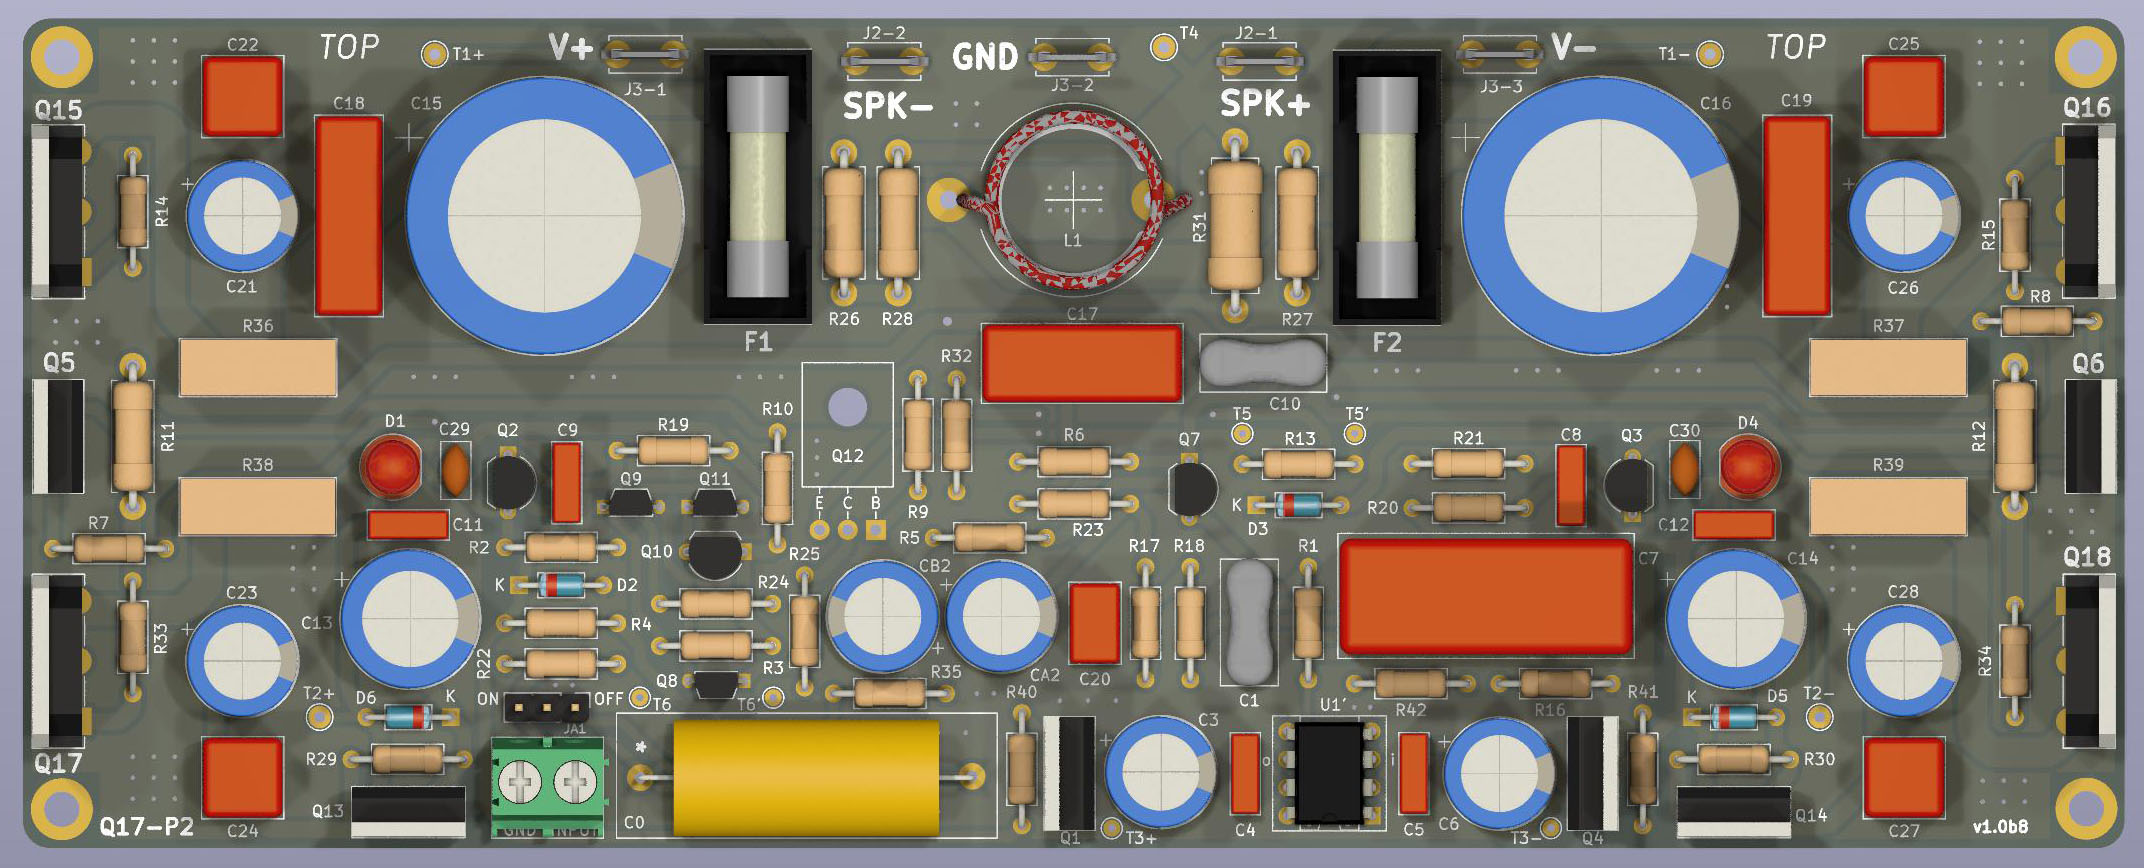 C22
TOP
T1+
V+
J3-1
J2-2
GND
J3-2
T4
J2-1
J3-3
V-
T1-
TOP
C25
Q15
C18
C15
SPK-
SPK+
C16
C19
Q16
R14
L1
R31
R15
C21
R26
R28
R27
C26
R8
R36
F1
C17
F2
R37
Q5
R32
C10
Q6
R11
D1
C29
Q2
C9
R19
R10
Q12
R6
Q7
T5
R13
T5'
R21
C8
Q3
C30
D4
R12
R38
Q9
Q11
E
C
B
R9
R23
K
D3
R20
R39
R7
C11
R2
Q10
R5
C12
R25
CB2
R17
R18
R1
C7
C14
Q18
K
D2
R24
C23
C13
R4
C28
R33
R22
R3
R34
Q8
R35
CA2
C20
T2+
D6
K
ON
OFF
T6
T6'
R40
C1
U1'
R42
R16
R41
K
D5
T2-
JA1
C3
Q17
R29
*
o
i
R30
Q13
C0
Q14
Q17-P2
C24
GND
INPUT
Q1
T3+
C4
C5
C6
T3-
Q4
C27
v1.0b8